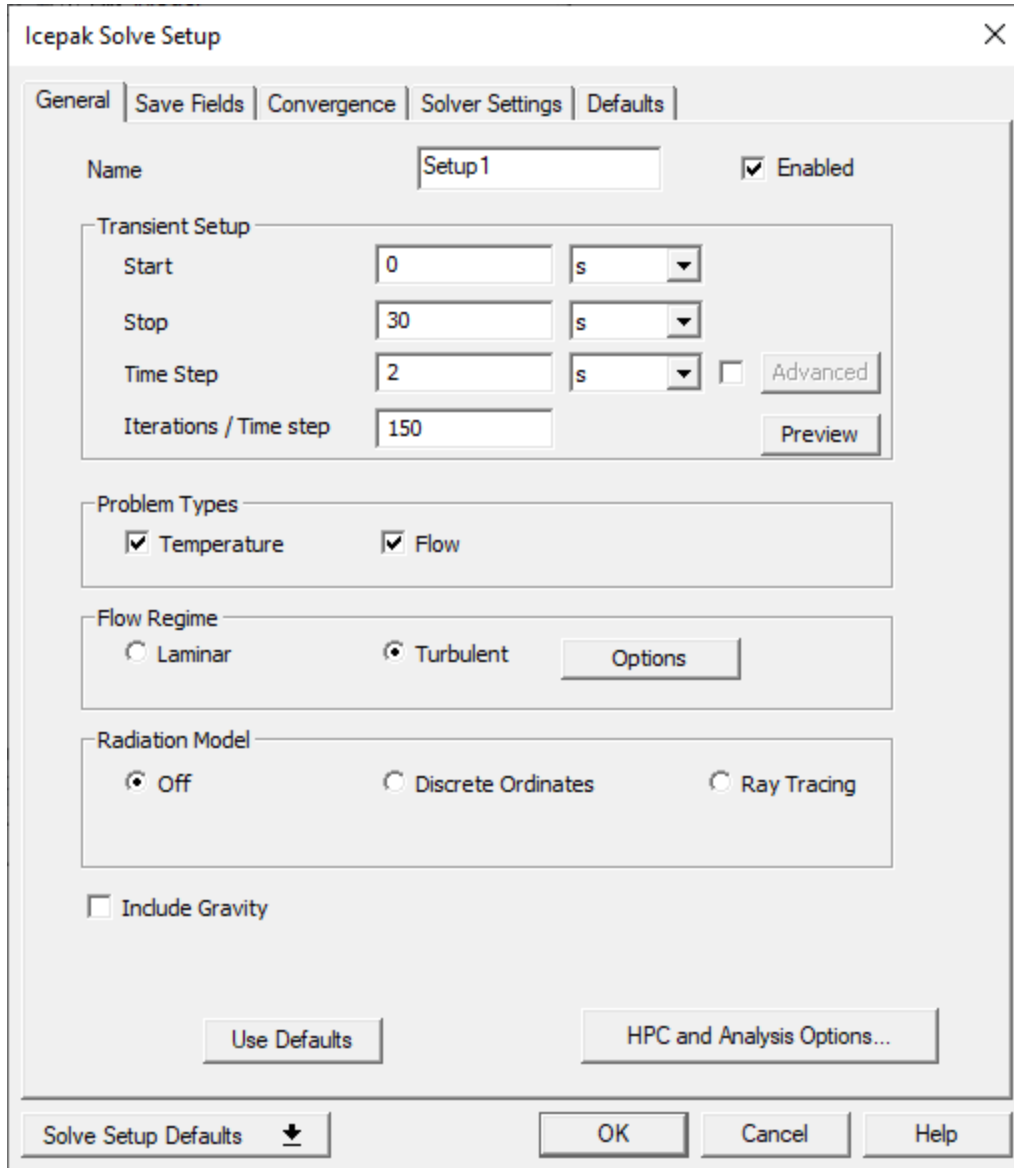 Icepak Solve Setup
General Save Fields Convergence Solver Settings Defaults
Name Setup1 Enabled
Transient Setup
Start 0 s
Stop 30 s
Time Step 2 s Advanced
Iterations / Time step 150 Preview
Problem Types
Temperature Flow
Flow Regime
Laminar Turbulent Options
Radiation Model
Off Discrete Ordinates Ray Tracing
Include Gravity
Use Defaults HPC and Analysis Options...
Solve Setup Defaults OK Cancel Help